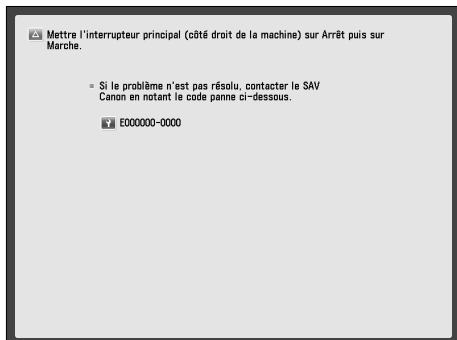 Mettre l'interrupteur principal (côté droit de la machine) sur Arrêt puis sur
Marche.
Si le problème n'est pas résolu, contacter le SAV
Canon en notant le code panne ci-dessous.
E000000-0000